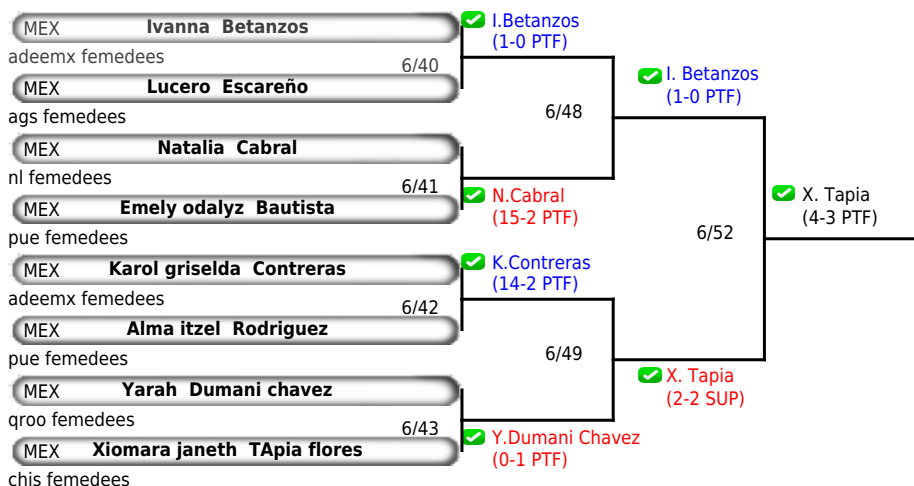 MEX Ivanna Betanzos
adeemx femedees
6/40
MEX Lucero Escareño
ags femedees
MEX Natalia Cabral
nl femedees
6/41
MEX Emely odalyz Bautista
pue femedees
MEX Karol griselda Contreras
adeemx femedees
6/42
MEX Alma itzel Rodriguez
pue femedees
MEX Yarah Dumani chavez
qroo femedees
6/43
MEX Xiomara janeth TApia flores
chis femedees
I.Betanzos
(1-0 PTF)
6/48
N.Cabral
(15-2 PTF)
K.Contreras
(14-2 PTF)
6/49
Y.Dumani Chavez
(0-1 PTF)
I. Betanzos
(1-0 PTF)
6/52
X. Tapia
(2-2 SUP)
X. Tapia
(4-3 PTF)